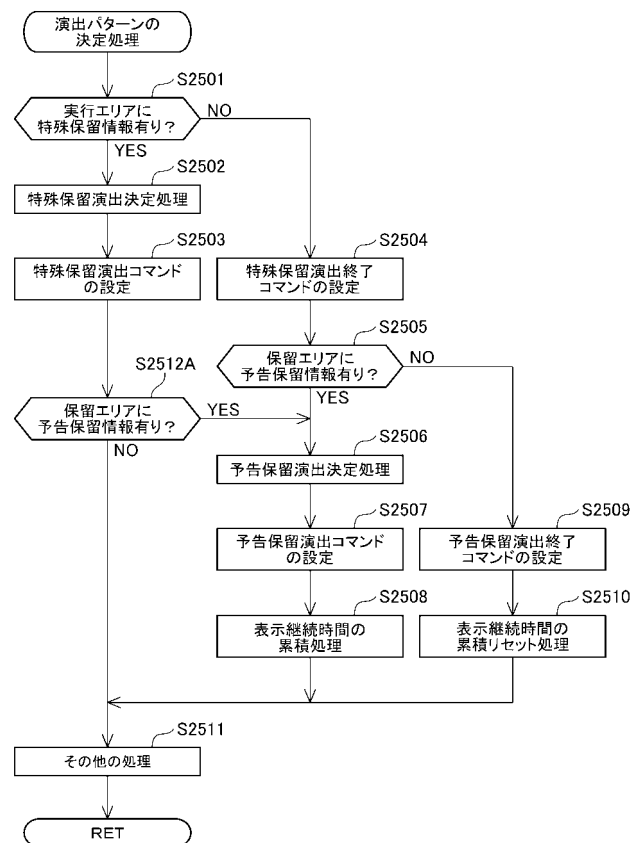 演出パターンの
決定処理
S2501
実行エリアに
特殊保留情報有り？
NO
YES
S2502
特殊保留演出決定処理
S2503
特殊保留演出コマンド
の設定
S2504
特殊保留演出終了
コマンドの設定
S2505
保留エリアに
予告保留情報有り？
NO
YES
S2512A
保留エリアに
予告保留情報有り？
YES
NO
S2506
予告保留演出決定処理
S2507
予告保留演出コマンド
の設定
S2509
予告保留演出終了
コマンドの設定
S2508
表示継続時間の
累積処理
S2510
表示継続時間の
累積リセット処理
S2511
その他の処理
RET